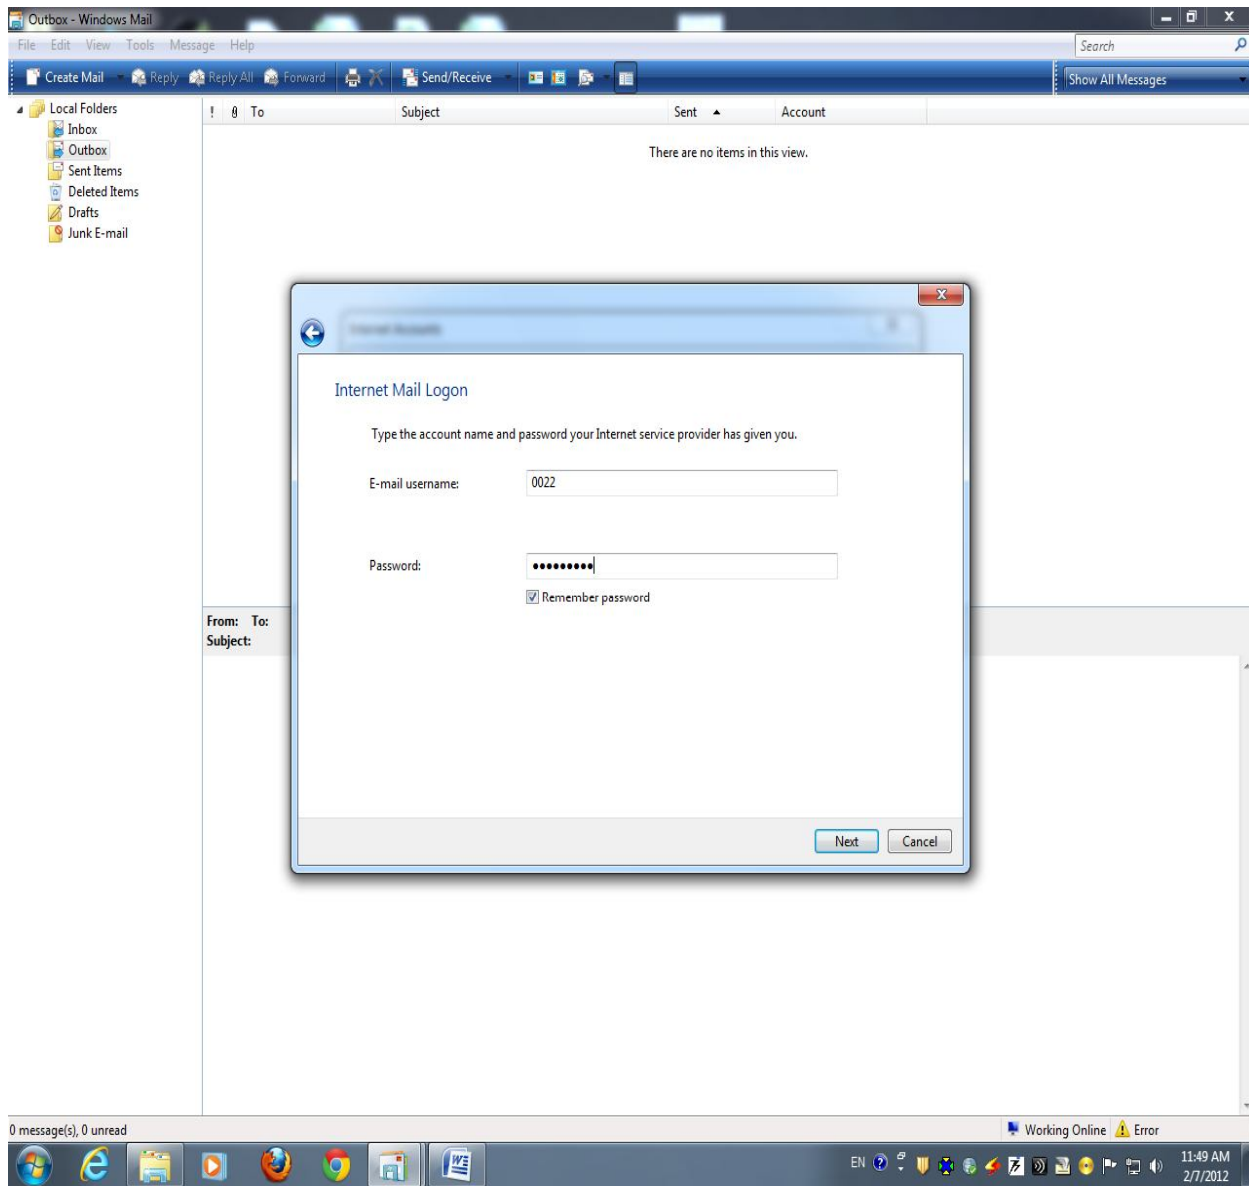 Outbox - Windows Mail
File Edit View Tools Message Help
Search
Create Mail Reply Reply All Forward Send/Receive
Show All Messages
Local Folders
Inbox
Outbox
Sent Items
Deleted Items
Drafts
Junk E-mail
! To Subject Sent Account
There are no items in this view.
Internet Accounts
X
Internet Mail Logon
Type the account name and password your Internet service provider has given you.
E-mail username: 0022
Password: •••••••••
Remember password
Next Cancel
From: To:
Subject:
0 message(s), 0 unread
Working Online Error
EN
11:49 AM
2/7/2012